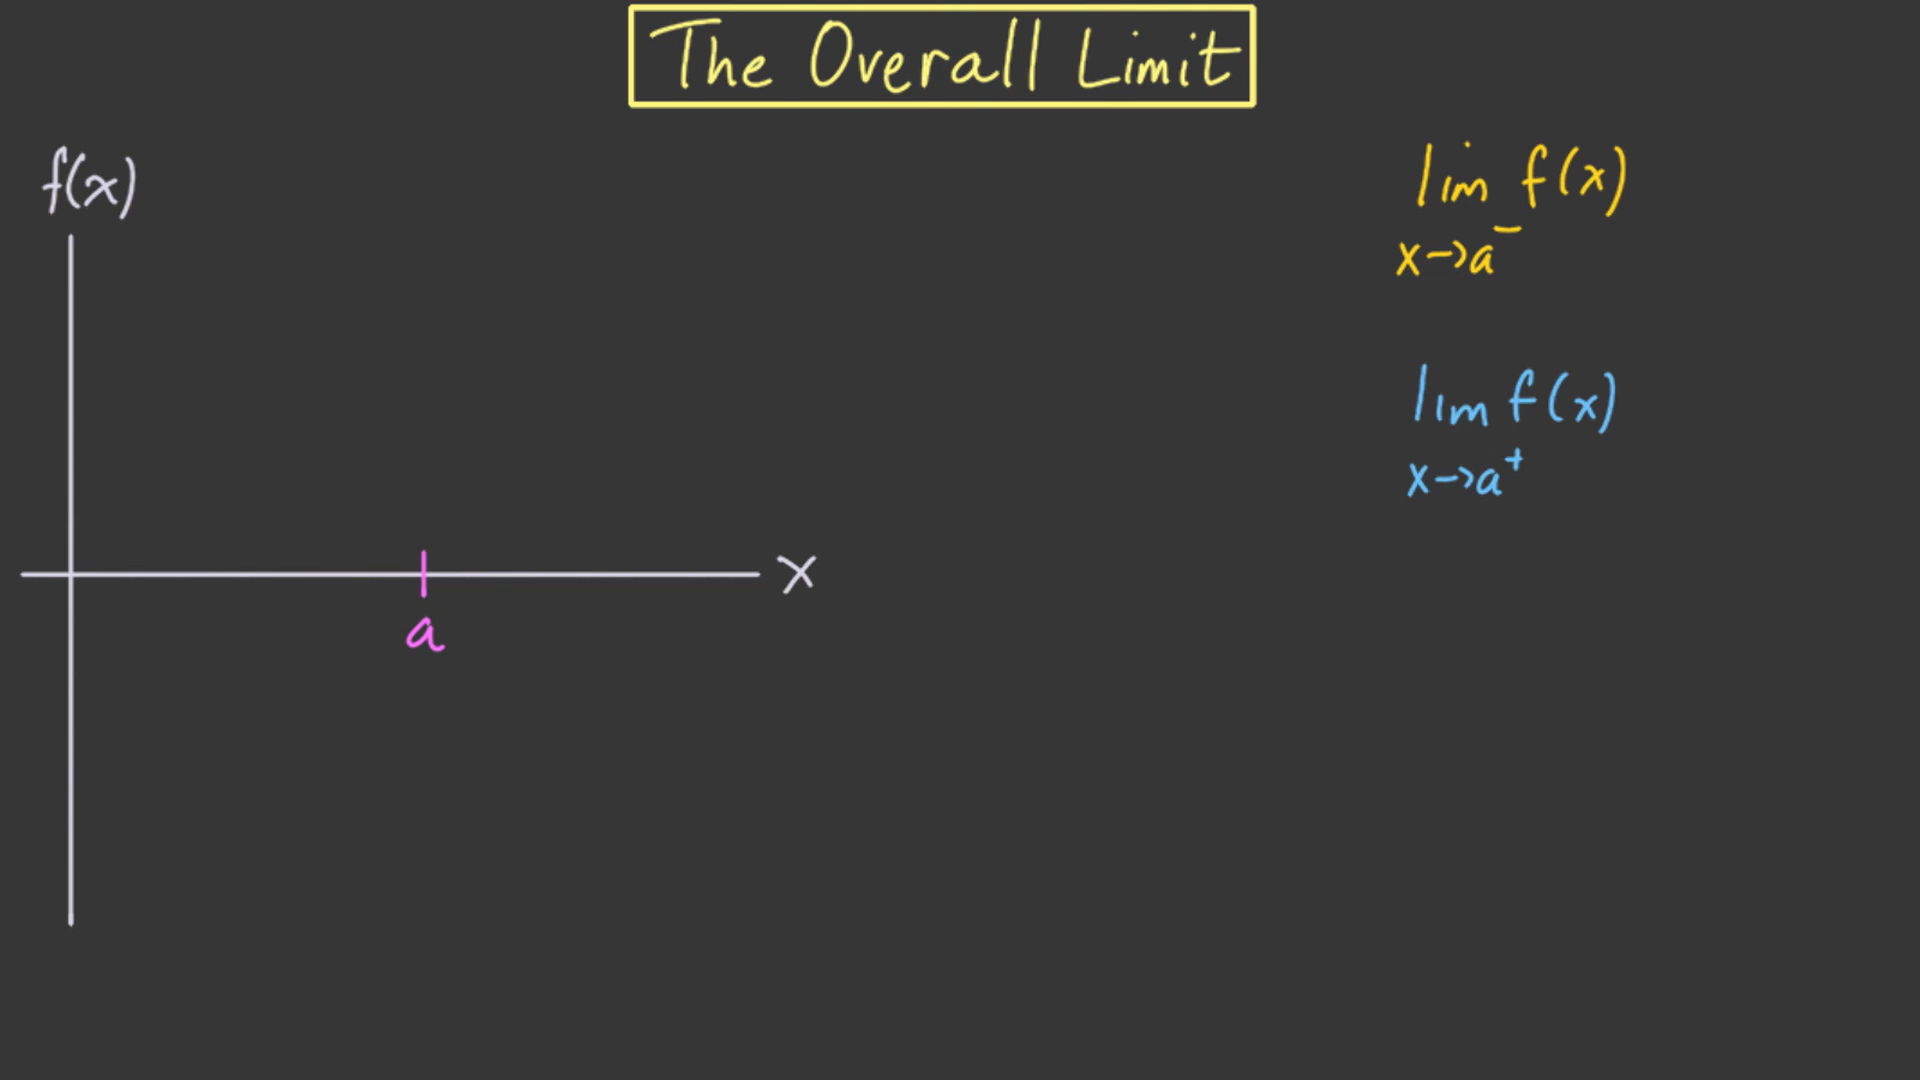 The Overall Limit
f(x)
lim f(x)
x→a⁻
lim f(x)
x→a⁺
x
a